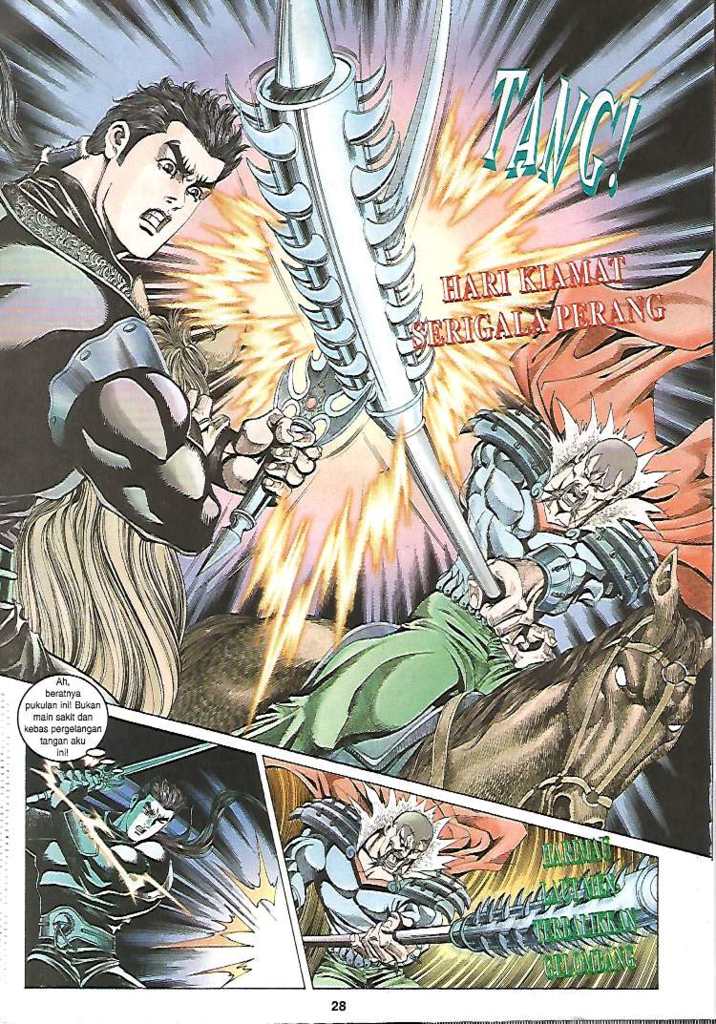 TANG!
HARI KIAMAT
SERIGALA PERANG
Ah,
beratnya
pukulan ini! Bukan
main sakit dan
kebas pergelangan
tangan aku
ini!
GELOMBANG
28